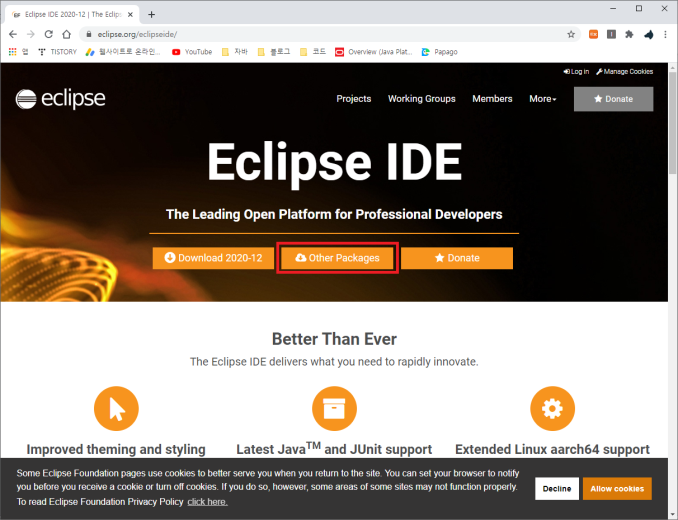 Eclipse IDE 2020-12 | The Eclips
eclipse.org/eclipseide/
앱 TISTORY 웹사이트로 온라인... YouTube 자바 블로그 코드 Overview (Java Plat... Papago
Log in Manage Cookies
eclipse Projects Working Groups Members More Donate
Eclipse IDE
The Leading Open Platform for Professional Developers
Download 2020-12 Other Packages Donate
Better Than Ever
The Eclipse IDE delivers what you need to rapidly innovate.
Improved theming and styling Latest Java™ and JUnit support Extended Linux aarch64 support
Some Eclipse Foundation pages use cookies to better serve you when you return to the site. You can set your browser to notify
you before you receive a cookie or turn off cookies. If you do so, however, some areas of some sites may not function properly.
To read Eclipse Foundation Privacy Policy click here.
Decline Allow cookies